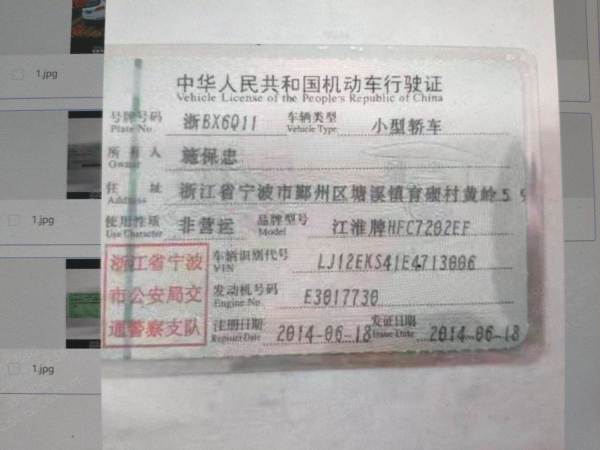 中华人民共和国机动车行驶证
Vehicle License of the People's Republic of China
号牌号码 Plate No. 浙BX6Q11 车辆类型 Vehicle Type 小型轿车
所有人 Owner 施保忠
住址 Address 浙江省宁波市鄞州区塘溪镇育碶村黄岭59
使用性质 Use Character 非营运 品牌型号 Model 江淮牌HFC7202EF
浙江省宁波市公安局交通警察支队
车辆识别代号 VIN LJ12EKS41E4713006
发动机号码 Engine No. E3017730
注册日期 Register Date 2014-06-18 发证日期 Issue Date 2014-06-18
1.jpg
1.jpg
1.jpg